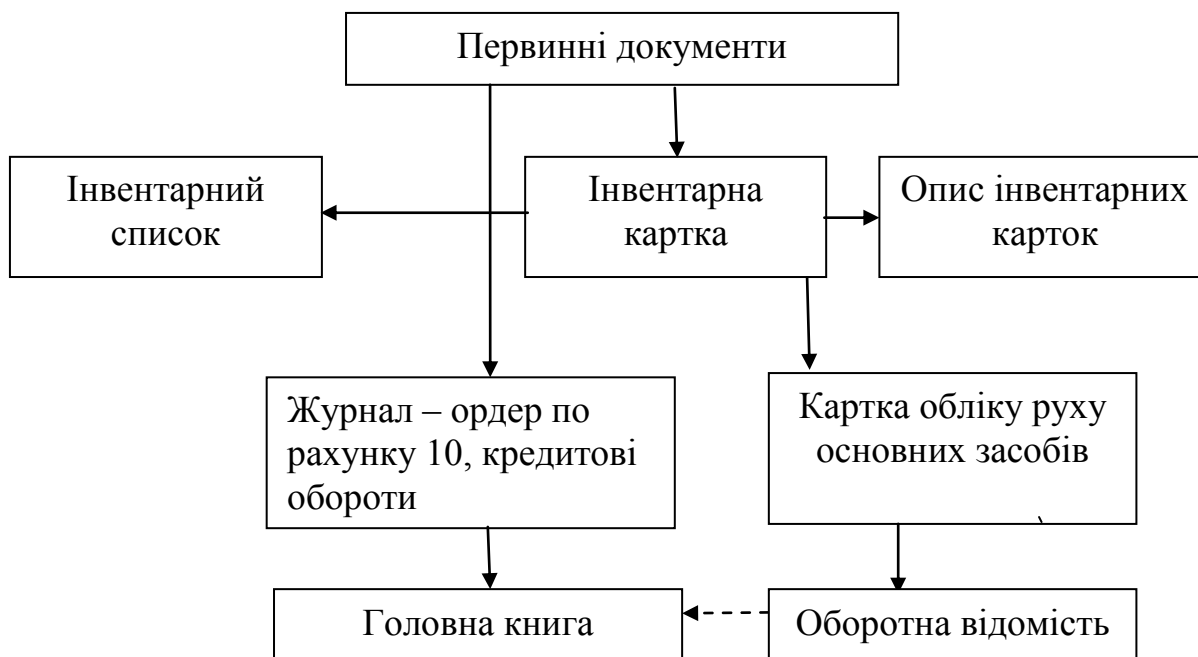 Первинні документи
Інвентарний
список
Інвентарна
картка
Опис інвентарних
карток
Журнал – ордер по
рахунку 10, кредитові
обороти
Картка обліку руху
основних засобів
Головна книга
Оборотна відомість